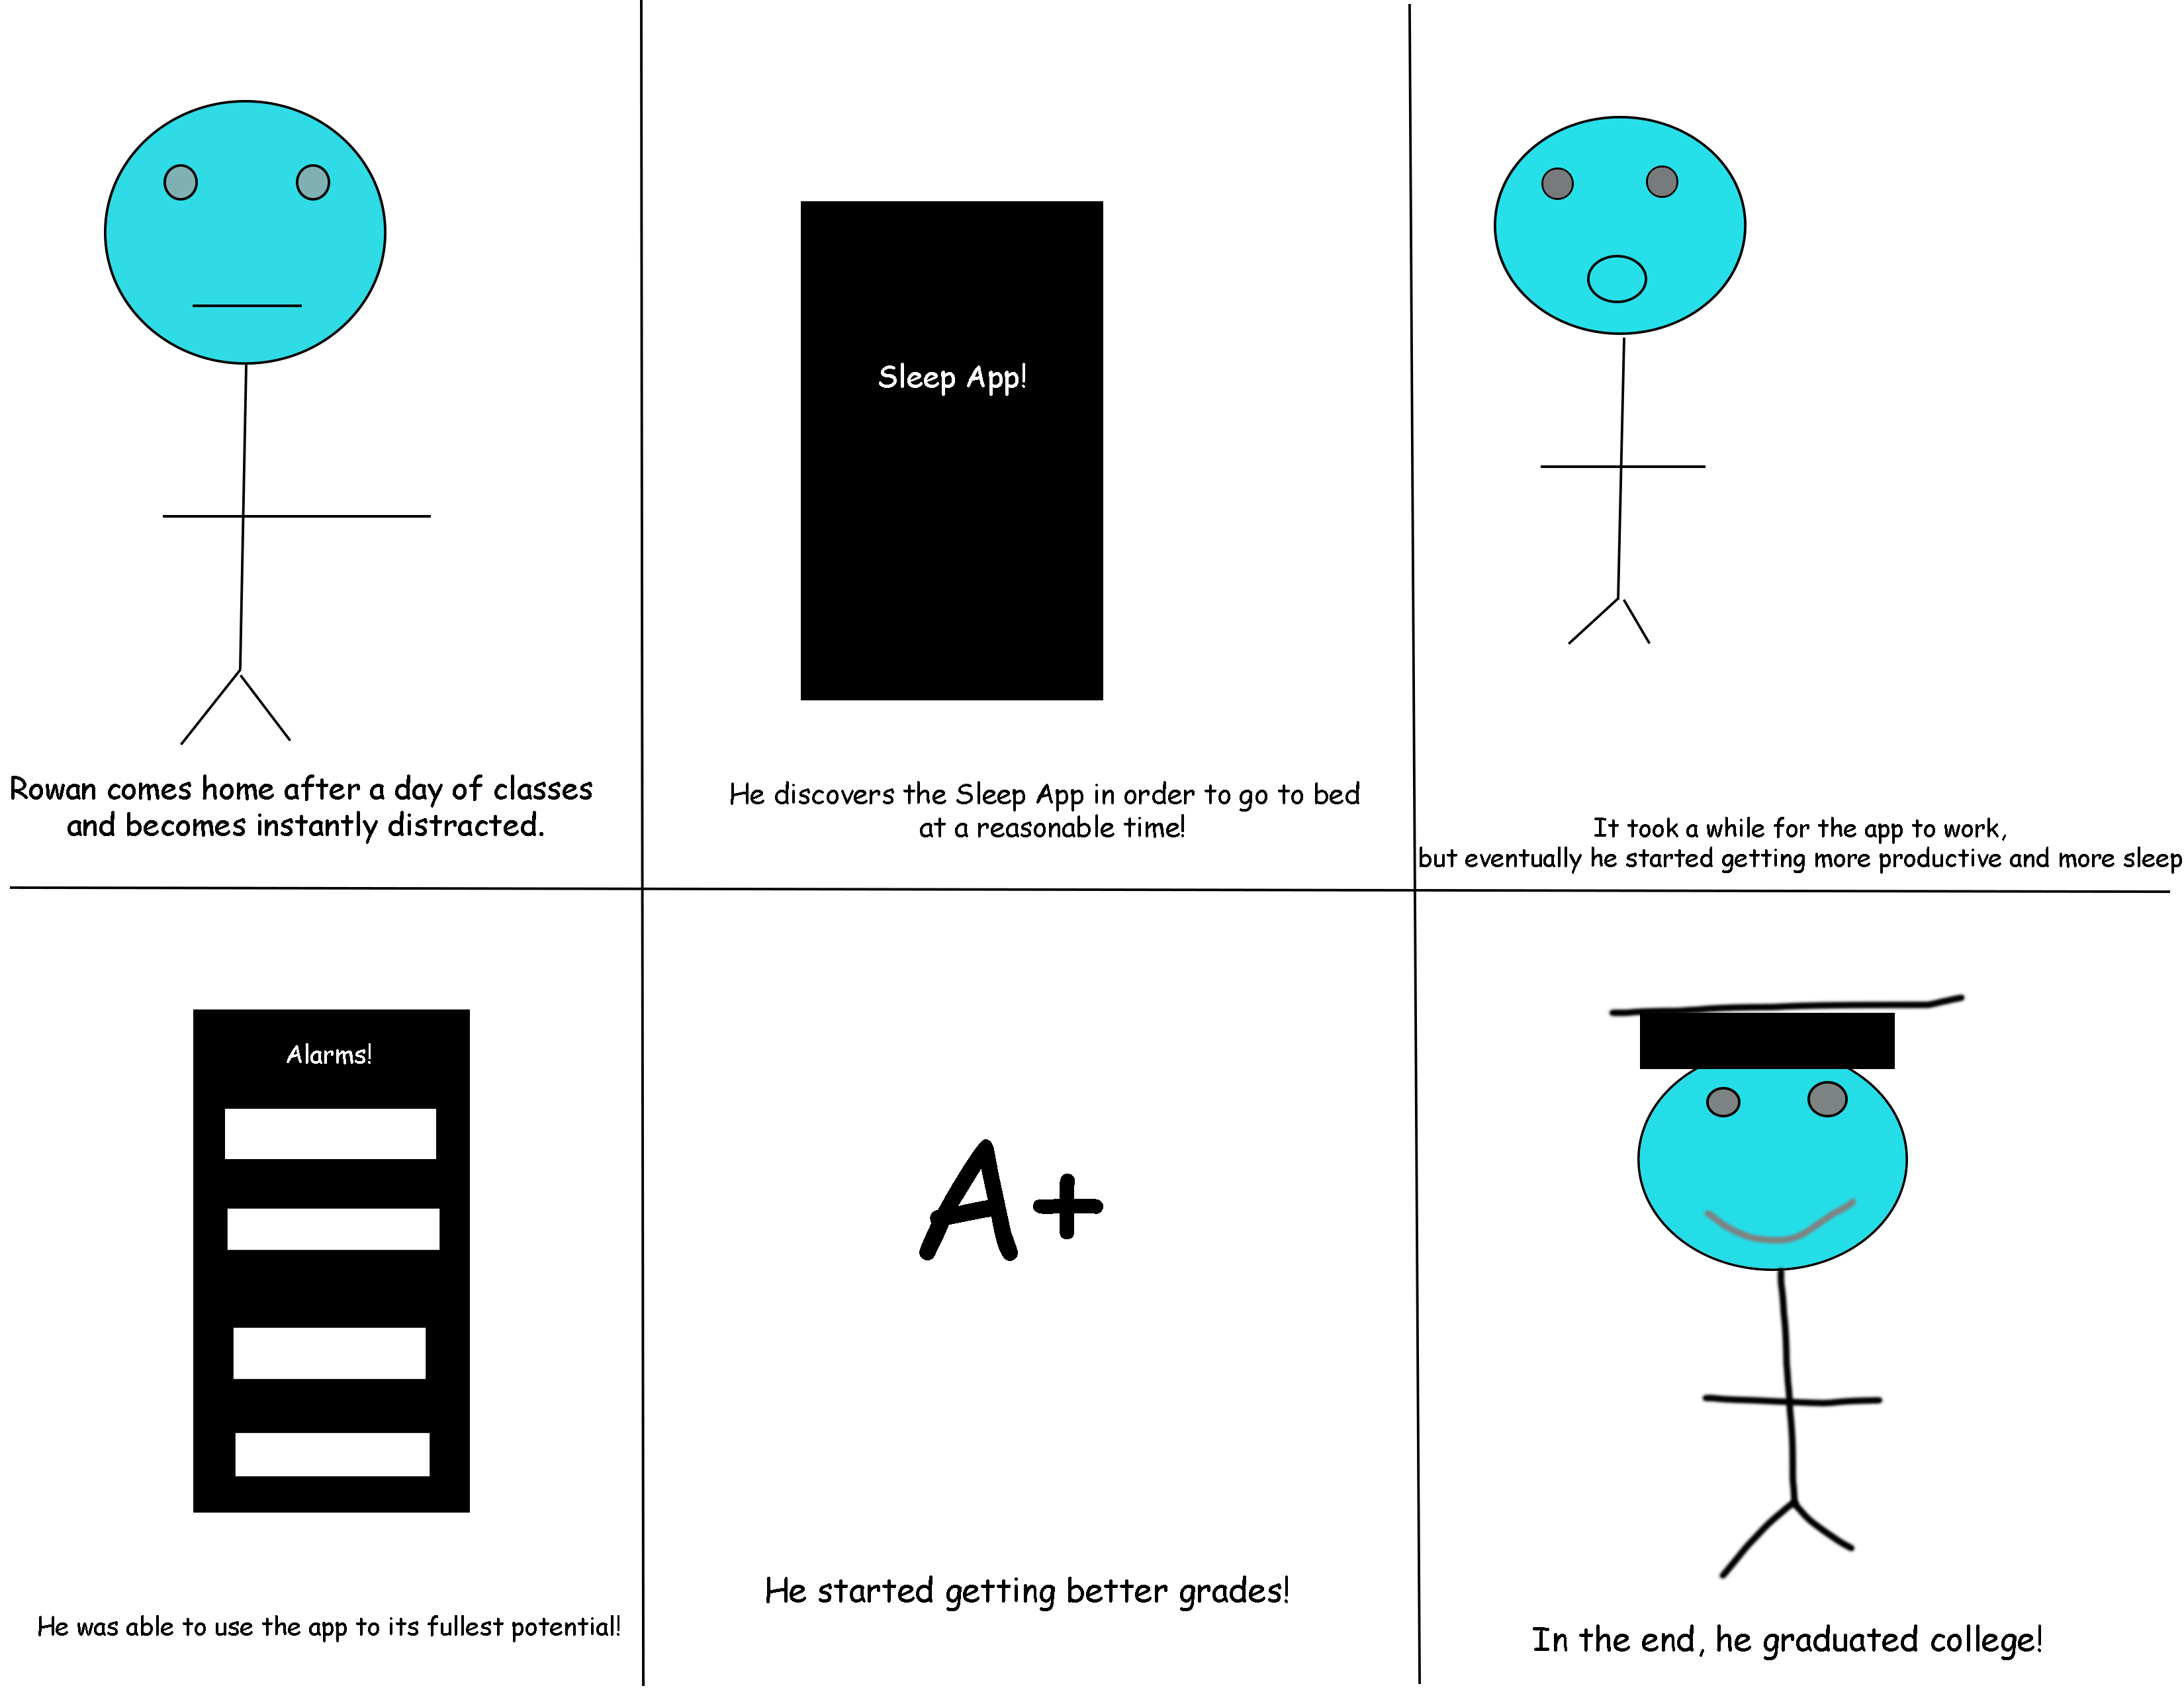 Sleep App!
Rowan comes home after a day of classes
and becomes instantly distracted.
He discovers the Sleep App in order to go to bed
at a reasonable time!
It took a while for the app to work,
but eventually he started getting more productive and more sleep
Alarms!
He was able to use the app to its fullest potential!
A+
He started getting better grades!
In the end, he graduated college!